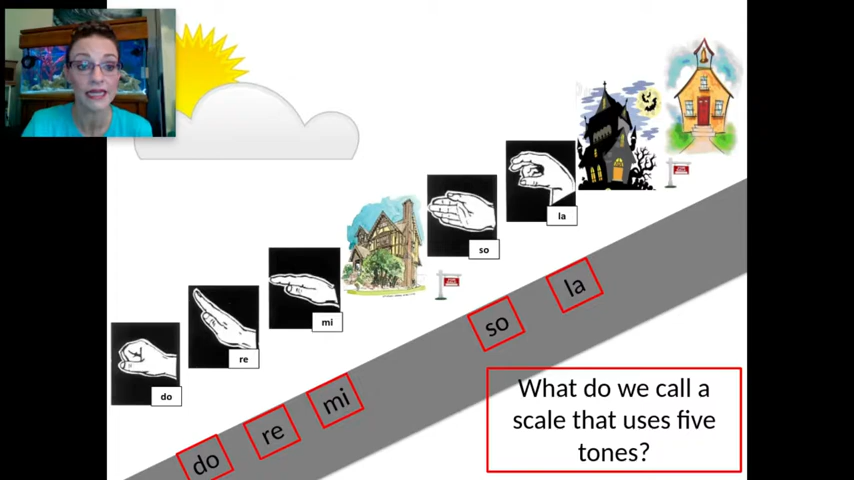 la
so
mi
re
do
la
so
mi
re
do
What do we call a
scale that uses five
tones?